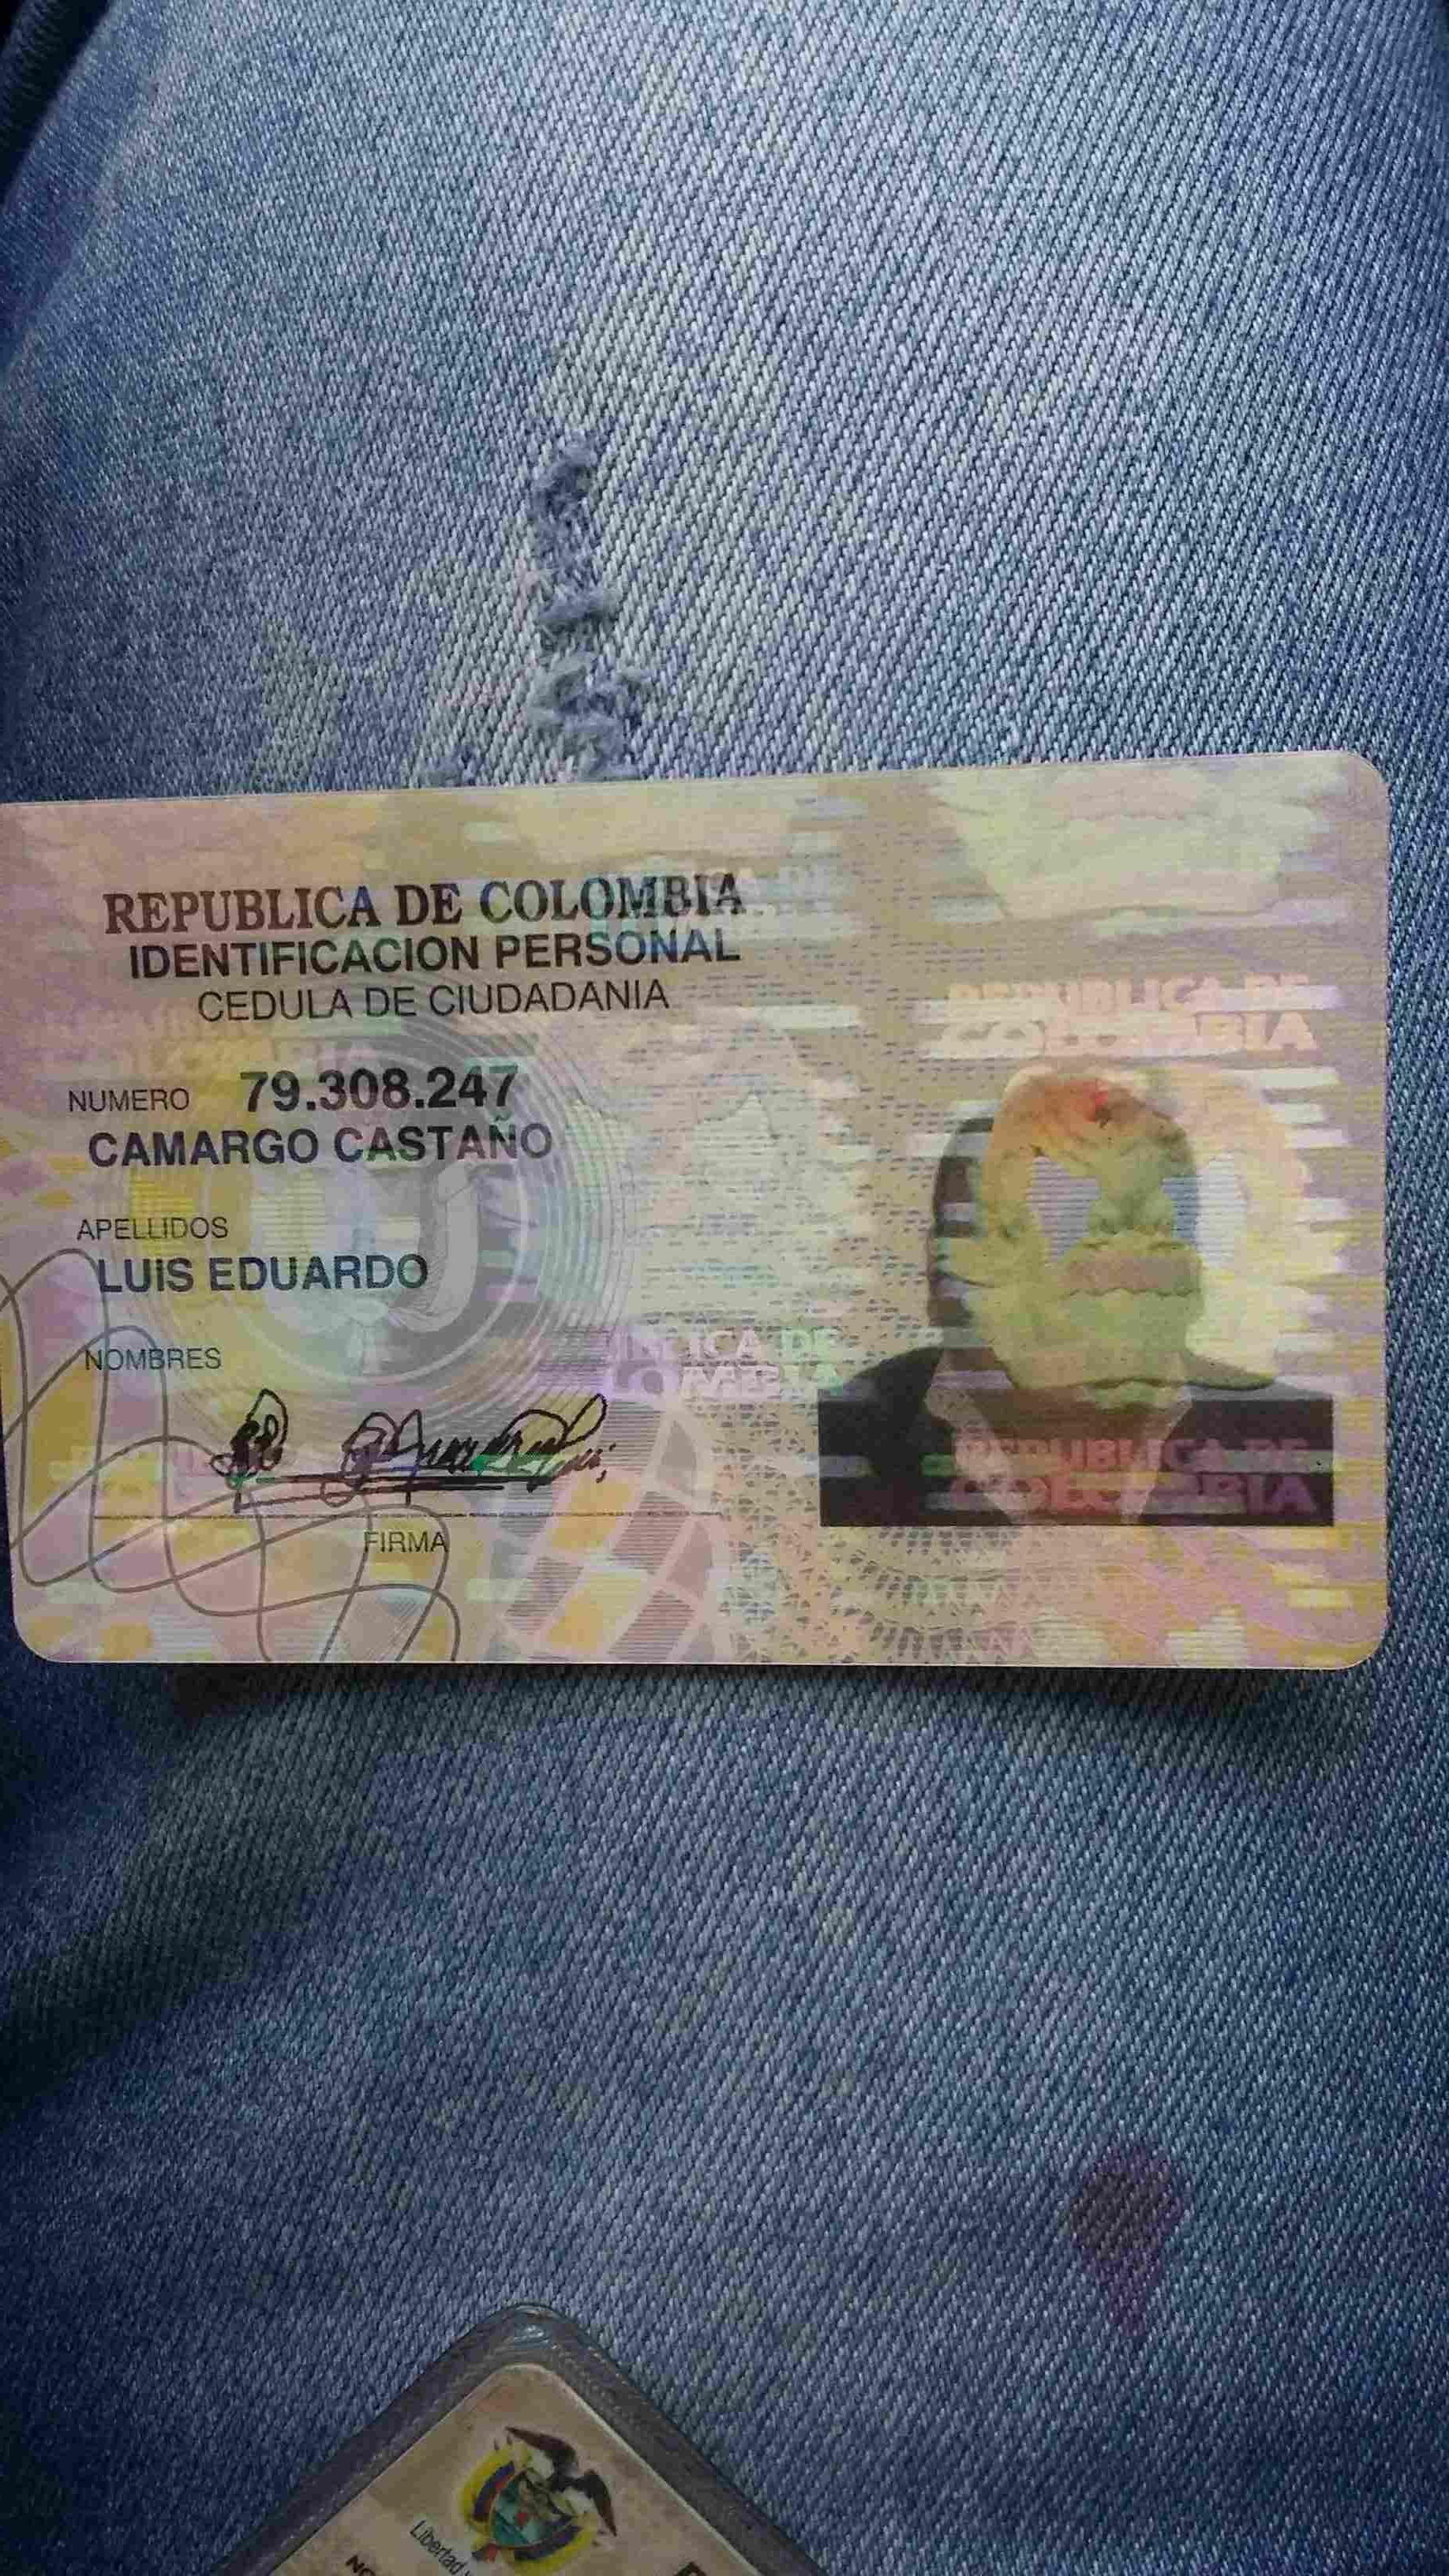 REPUBLICA DE COLOMBIA
IDENTIFICACION PERSONAL
CEDULA DE CIUDADANIA
NUMERO 79.308.247
CAMARGO CASTAÑO
APELLIDOS
LUIS EDUARDO
NOMBRES
FIRMA
REPUBLICA DE
COLOMBIA
REPUBLICA DE
COLOMBIA
Libertad